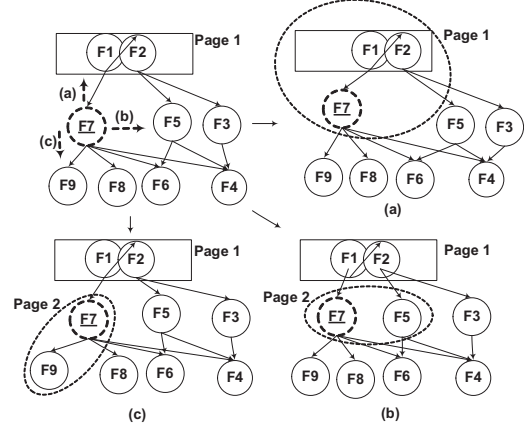 F1 F2 Page 1
(a)
F7 (b) F5 F3
(c)
F9 F8 F6 F4
F1 F2 Page 1
F7
F5 F3
F9 F8 F6 F4
(a)
F1 F2 Page 1
Page 2
F7 F5 F3
F9 F8 F6 F4
(c)
F1 F2 Page 1
Page 2
F7 F5 F3
F9 F8 F6 F4
(b)